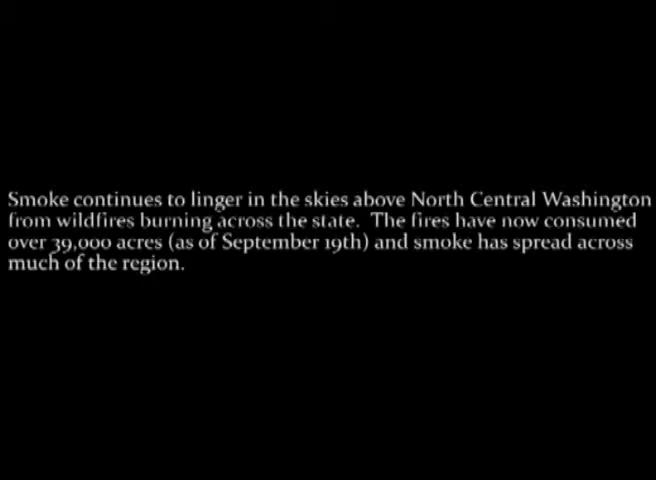 Smoke continues to linger in the skies above North Central Washington
from wildfires burning across the state.  The fires have now consumed
over 39,000 acres (as of September 19th) and smoke has spread across
much of the region.